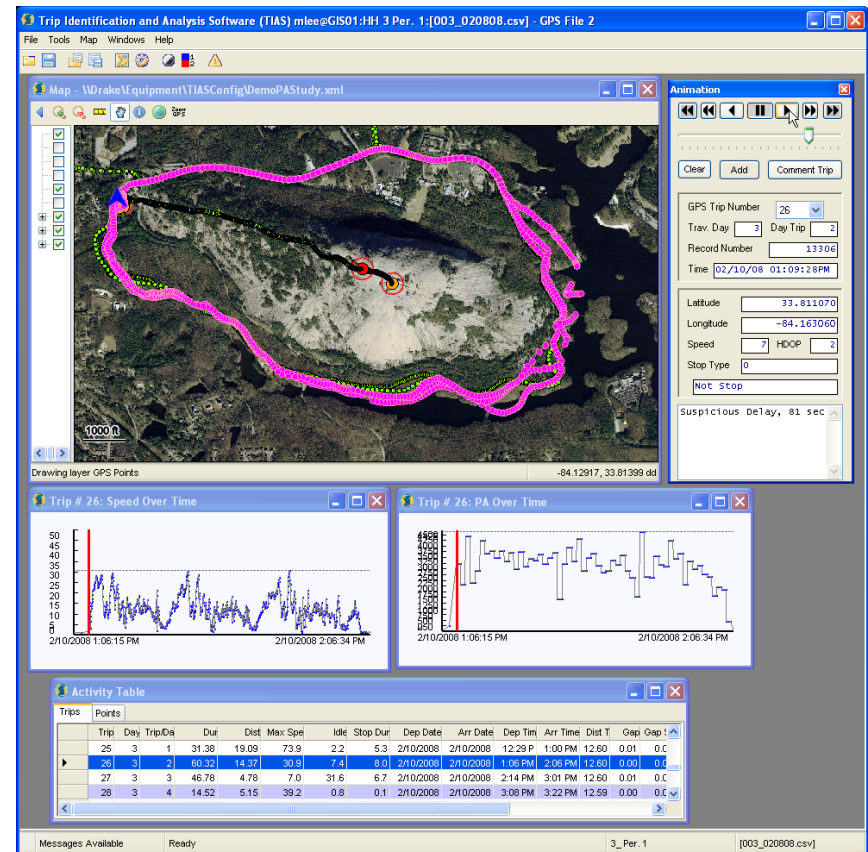 Trip Identification and Analysis Software (TIAS) mlee@GIS01:HH 3 Per. 1:[003_020808.csv] - GPS File 2
File Tools Map Windows Help
Map - \\Drake\Equipment\TIASConfig\DemoPAStudy.xml
Zoom GPS
1000 ft
Drawing layer GPS Points
-84.12917, 33.81399 dd
Animation
Clear Add Comment Trip
GPS Trip Number 26
Trav. Day 3 Day Trip 2
Record Number 13306
Time 02/10/08 01:09:28PM
Latitude 33.811070
Longitude -84.163060
Speed 7 HDOP 2
Stop Type 0
Not Stop
Suspicious Delay, 81 sec
Trip # 26: Speed Over Time
50
45
40
35
30
25
20
15
10
5
2/10/2008 1:06:15 PM 2/10/2008 2:06:34 PM
Trip # 26: PA Over Time
2/10/2008 1:06:15 PM 2/10/2008 2:06:34 PM
Activity Table
Trips Points
Trip Day Trip/Da Dur Dist Max Spe Idle Stop Dur Dep Date Arr Date Dep Tim Arr Time Dist T Gap Gap S
25 3 1 31.38 19.09 73.9 2.2 5.3 2/10/2008 2/10/2008 12:29 P 1:00 PM 12.60 0.01 0.0
26 3 2 60.32 14.37 30.9 7.4 8.0 2/10/2008 2/10/2008 1:06 PM 2:06 PM 12.60 0.00 0.0
27 3 3 46.78 4.78 7.0 31.6 6.7 2/10/2008 2/10/2008 2:14 PM 3:01 PM 12.60 0.01 0.0
28 3 4 14.52 5.15 39.2 0.8 0.1 2/10/2008 2/10/2008 3:08 PM 3:22 PM 12.59 0.00 0.0
Messages Available Ready 3_Per. 1 [003_020808.csv]